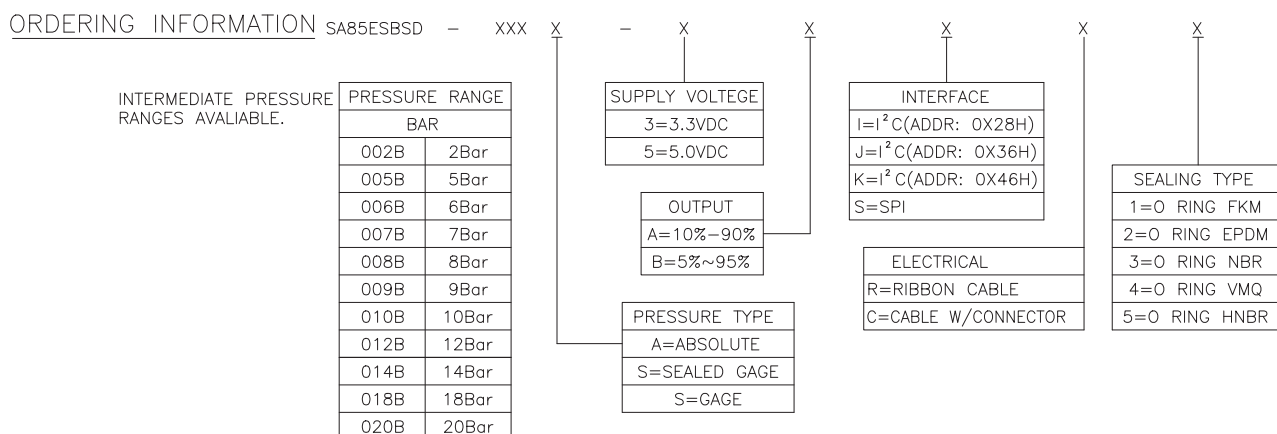 ORDERING INFORMATION SA85ESBSD - XXX X - X X X X X
INTERMEDIATE PRESSURE
RANGES AVALIABLE.
PRESSURE RANGE
BAR
002B 2Bar
005B 5Bar
006B 6Bar
007B 7Bar
008B 8Bar
009B 9Bar
010B 10Bar
012B 12Bar
014B 14Bar
018B 18Bar
020B 20Bar
SUPPLY VOLTEGE
3=3.3VDC
5=5.0VDC
OUTPUT
A=10%-90%
B=5%~95%
PRESSURE TYPE
A=ABSOLUTE
S=SEALED GAGE
S=GAGE
INTERFACE
I=I²C(ADDR: 0X28H)
J=I²C(ADDR: 0X36H)
K=I²C(ADDR: 0X46H)
S=SPI
ELECTRICAL
R=RIBBON CABLE
C=CABLE W/CONNECTOR
SEALING TYPE
1=O RING FKM
2=O RING EPDM
3=O RING NBR
4=O RING VMQ
5=O RING HNBR